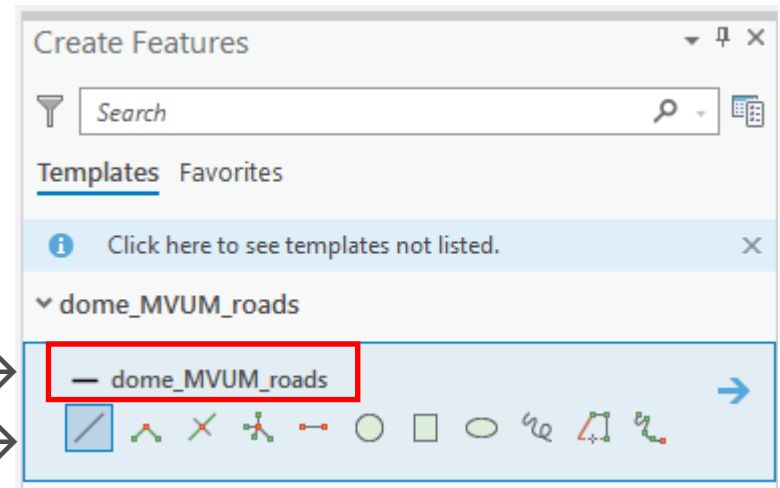 Create Features
Search
Templates Favorites
Click here to see templates not listed.
dome_MVUM_roads
dome_MVUM_roads